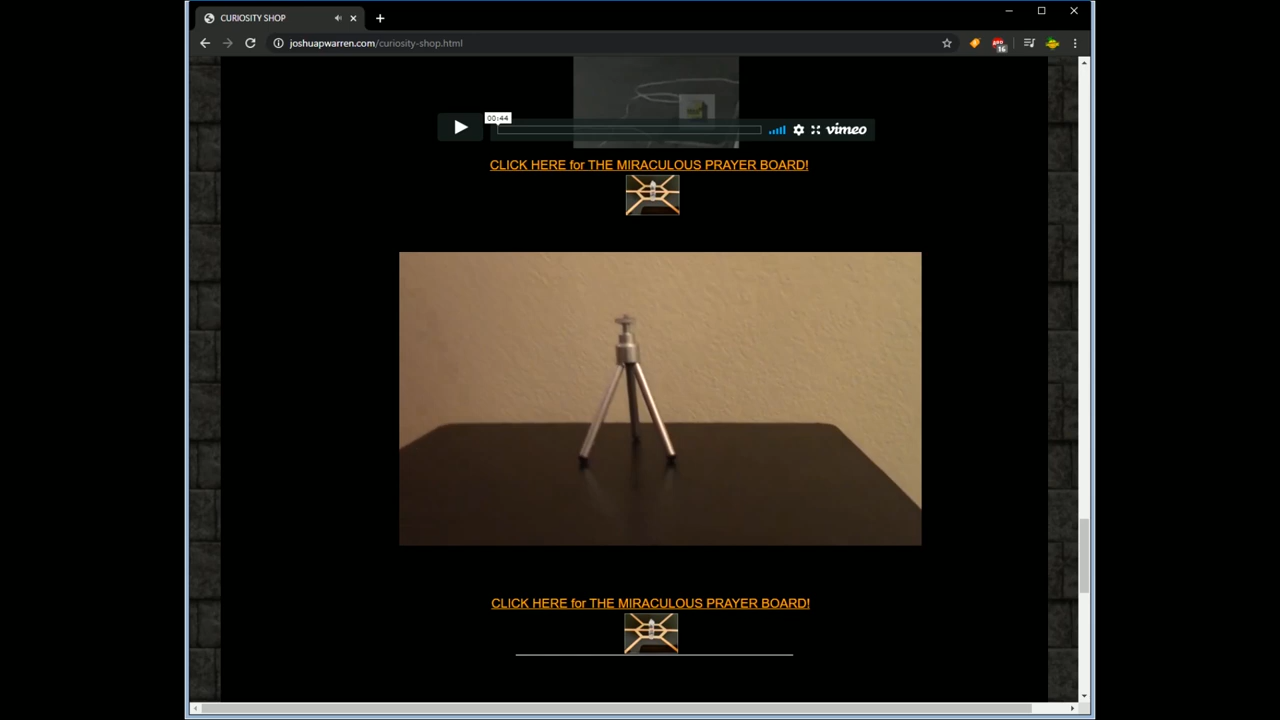 CURIOSITY SHOP
joshuapwarren.com/curiosity-shop.html
16
00:44
vimeo
CLICK HERE for THE MIRACULOUS PRAYER BOARD!
CLICK HERE for THE MIRACULOUS PRAYER BOARD!